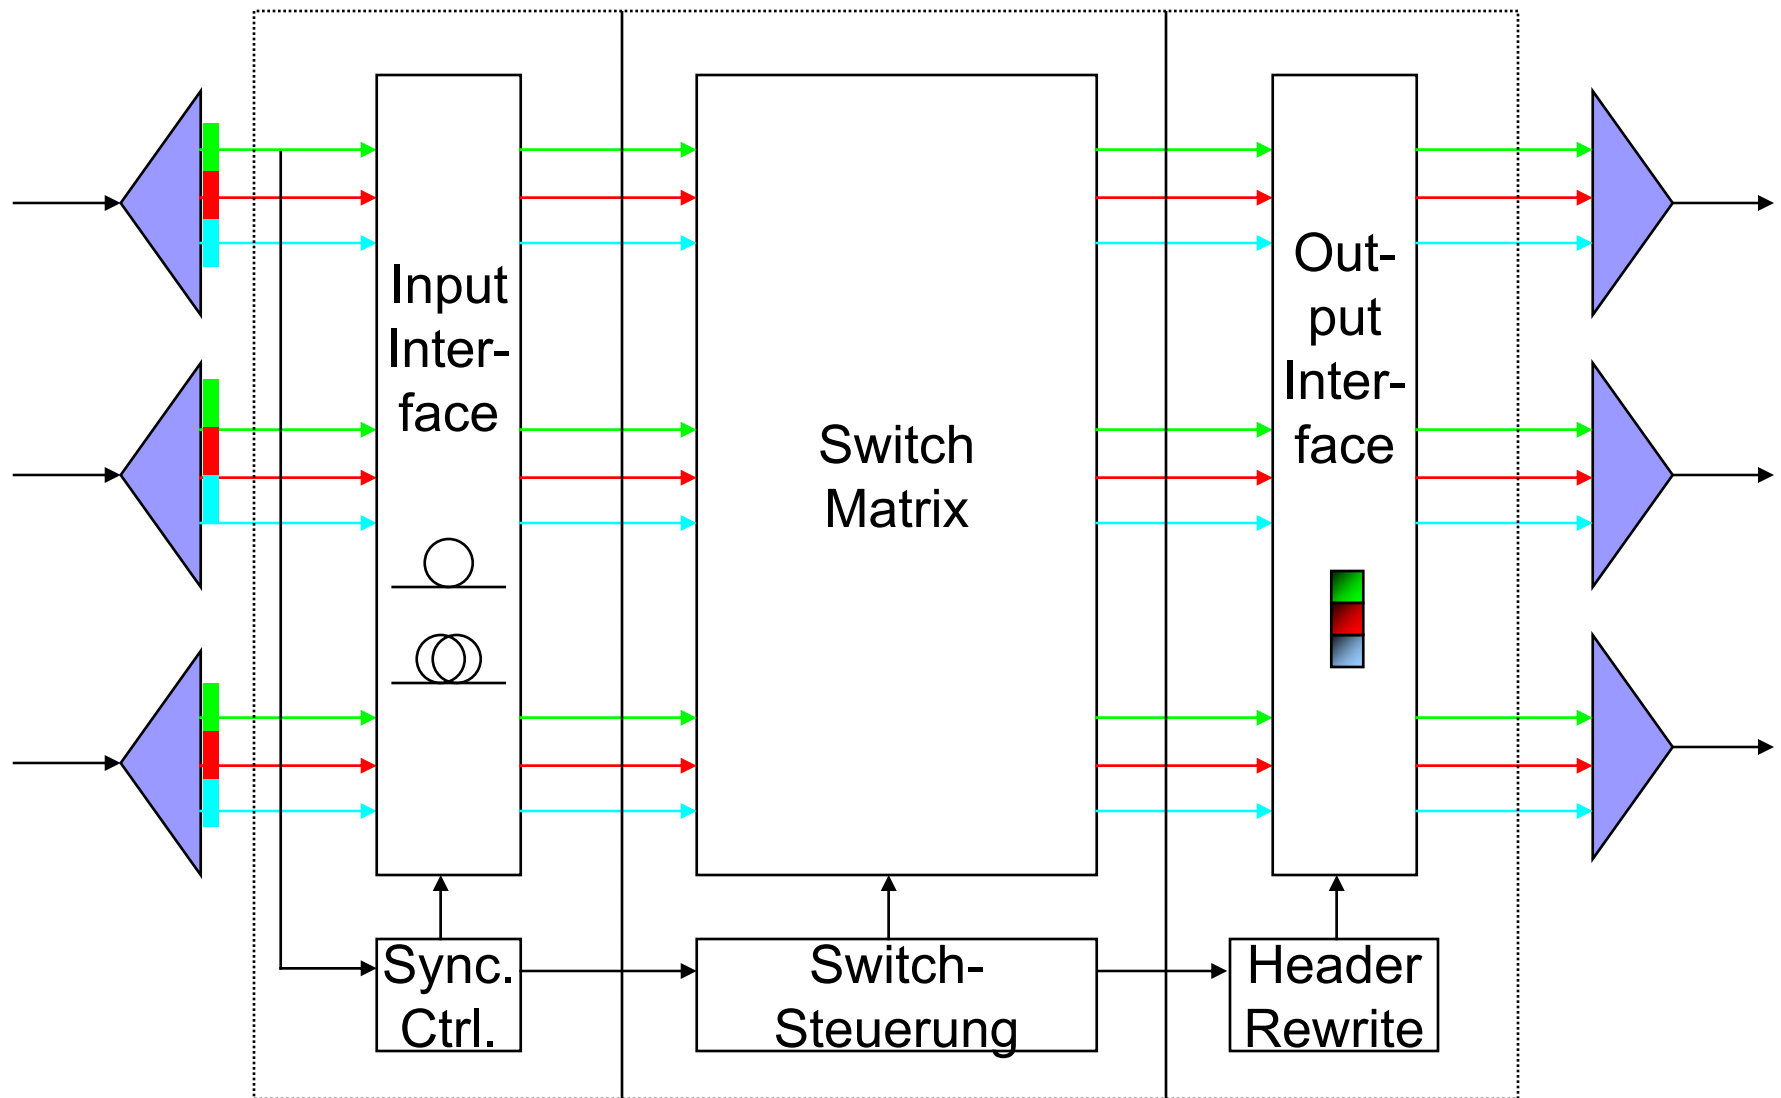 Input
Inter-
face
Switch
Matrix
Out-
put
Inter-
face
Sync.
Ctrl.
Switch-
Steuerung
Header
Rewrite